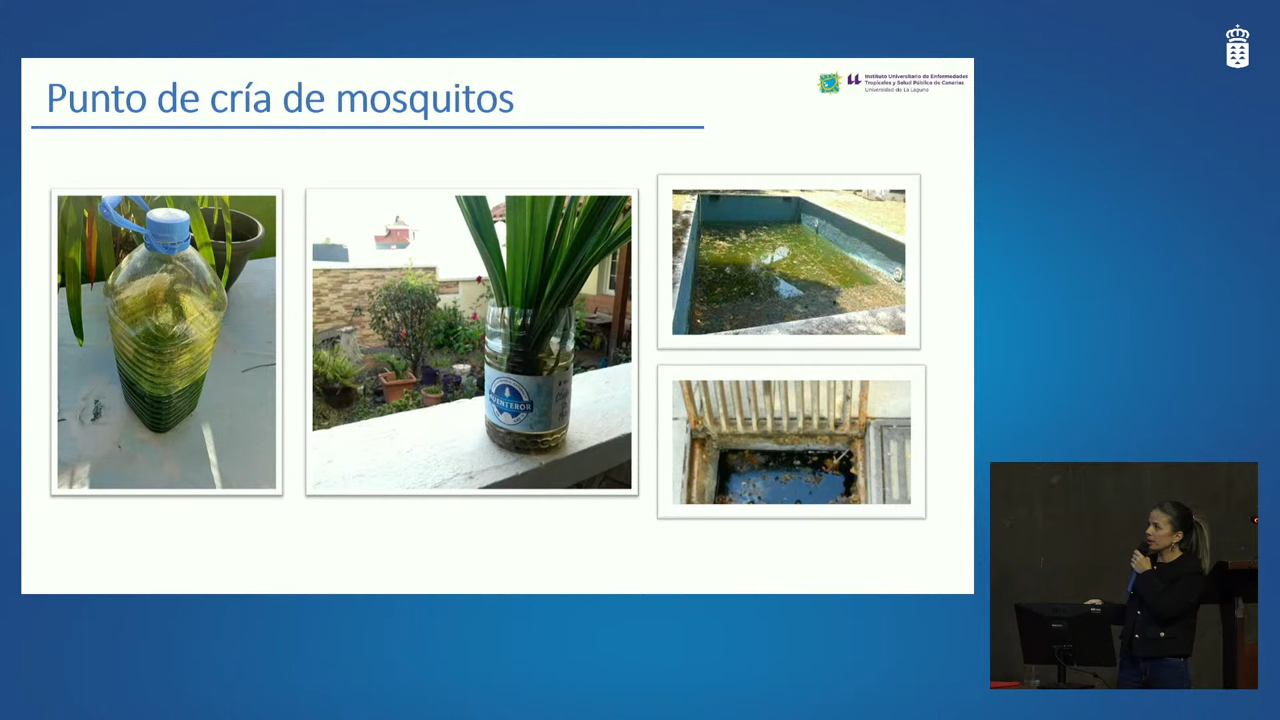 Punto de cría de mosquitos
Instituto Universitario de Enfermedades
Tropicales y Salud Pública de Canarias
Universidad de La Laguna
FUENTEROR